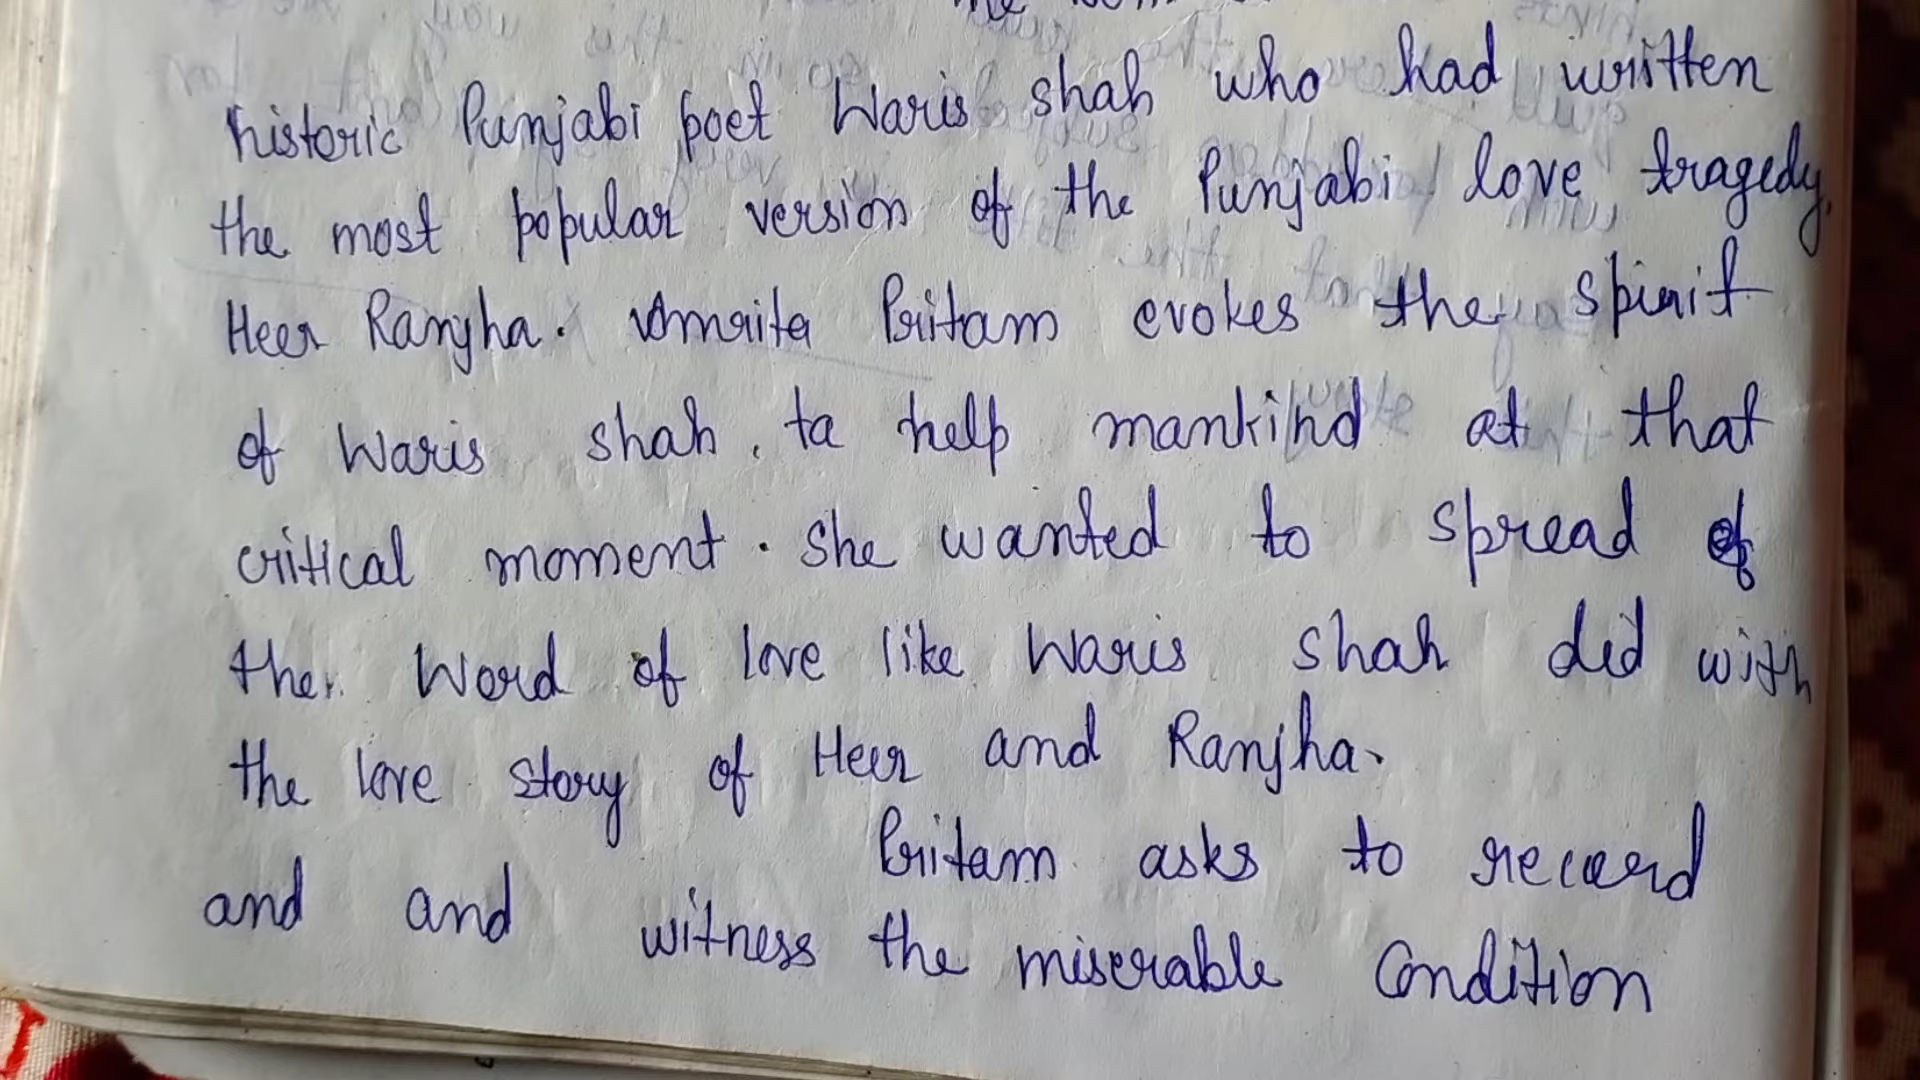 historic Punjabi poet Waris shah who had written
the most popular version of the Punjabi love tragedy,
Heer Ranjha. Amrita Pritam evokes the spirit
of Waris shah, to help mankind at that
critical moment. She wanted to spread of
the word of love like Waris shah did with
the love story of Heer and Ranjha.
Pritam asks to record
and and witness the miserable Condition